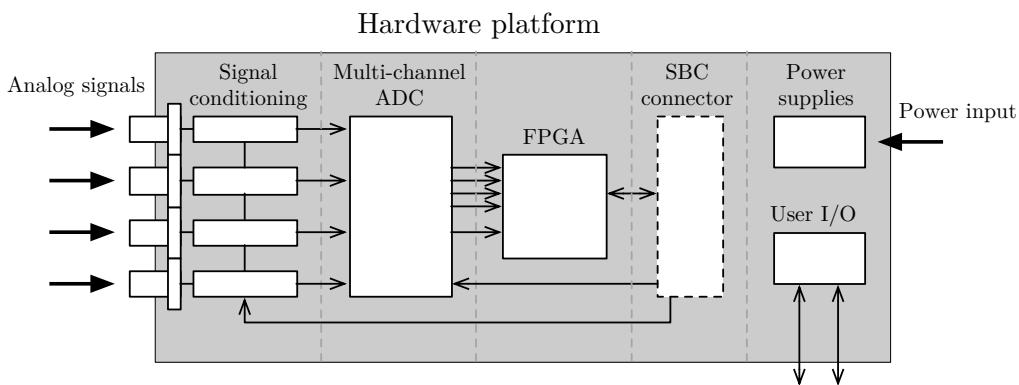 Hardware platform
Analog signals
Signal
conditioning
Multi-channel
ADC
FPGA
SBC
connector
Power
supplies
Power input
User I/O